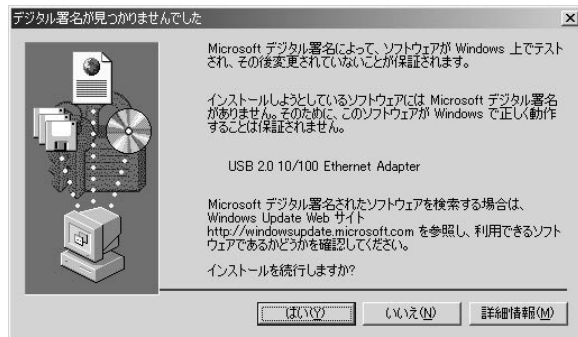 デジタル署名が見つかりませんでした
Microsoft デジタル署名によって、ソフトウェアが Windows 上でテスト
され、その後変更されていないことが保証されます。
インストールしようとしているソフトウェアには Microsoft デジタル署名
がありません。そのために、このソフトウェアが Windows で正しく動作
することは保証されません。
USB 2.0 10/100 Ethernet Adapter
Microsoft デジタル署名されたソフトウェアを検索する場合は、
Windows Update Web サイト
http://windowsupdate.microsoft.com を参照し、利用できるソフト
ウェアであるかどうかを確認してください。
インストールを続行しますか?
はい(Y) いいえ(N) 詳細情報(M)